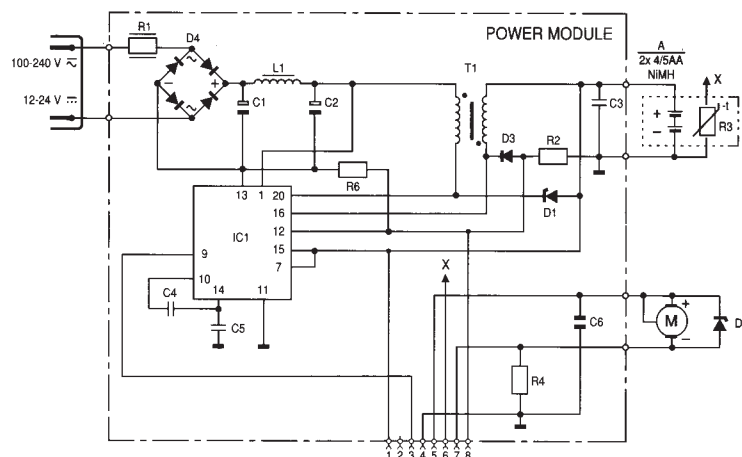 POWER MODULE
R1
D4
100-240 V
12-24 V
L1
T1
A
2x 4/5AA
NiMH
X
-t
R3
+
-
C1
C2
C3
D3
R2
R6
D1
13
1
20
16
12
15
7
9
10
14
11
IC1
C4
C5
X
C6
M
+
-
D
R4
1 2 3 4 5 6 7 8